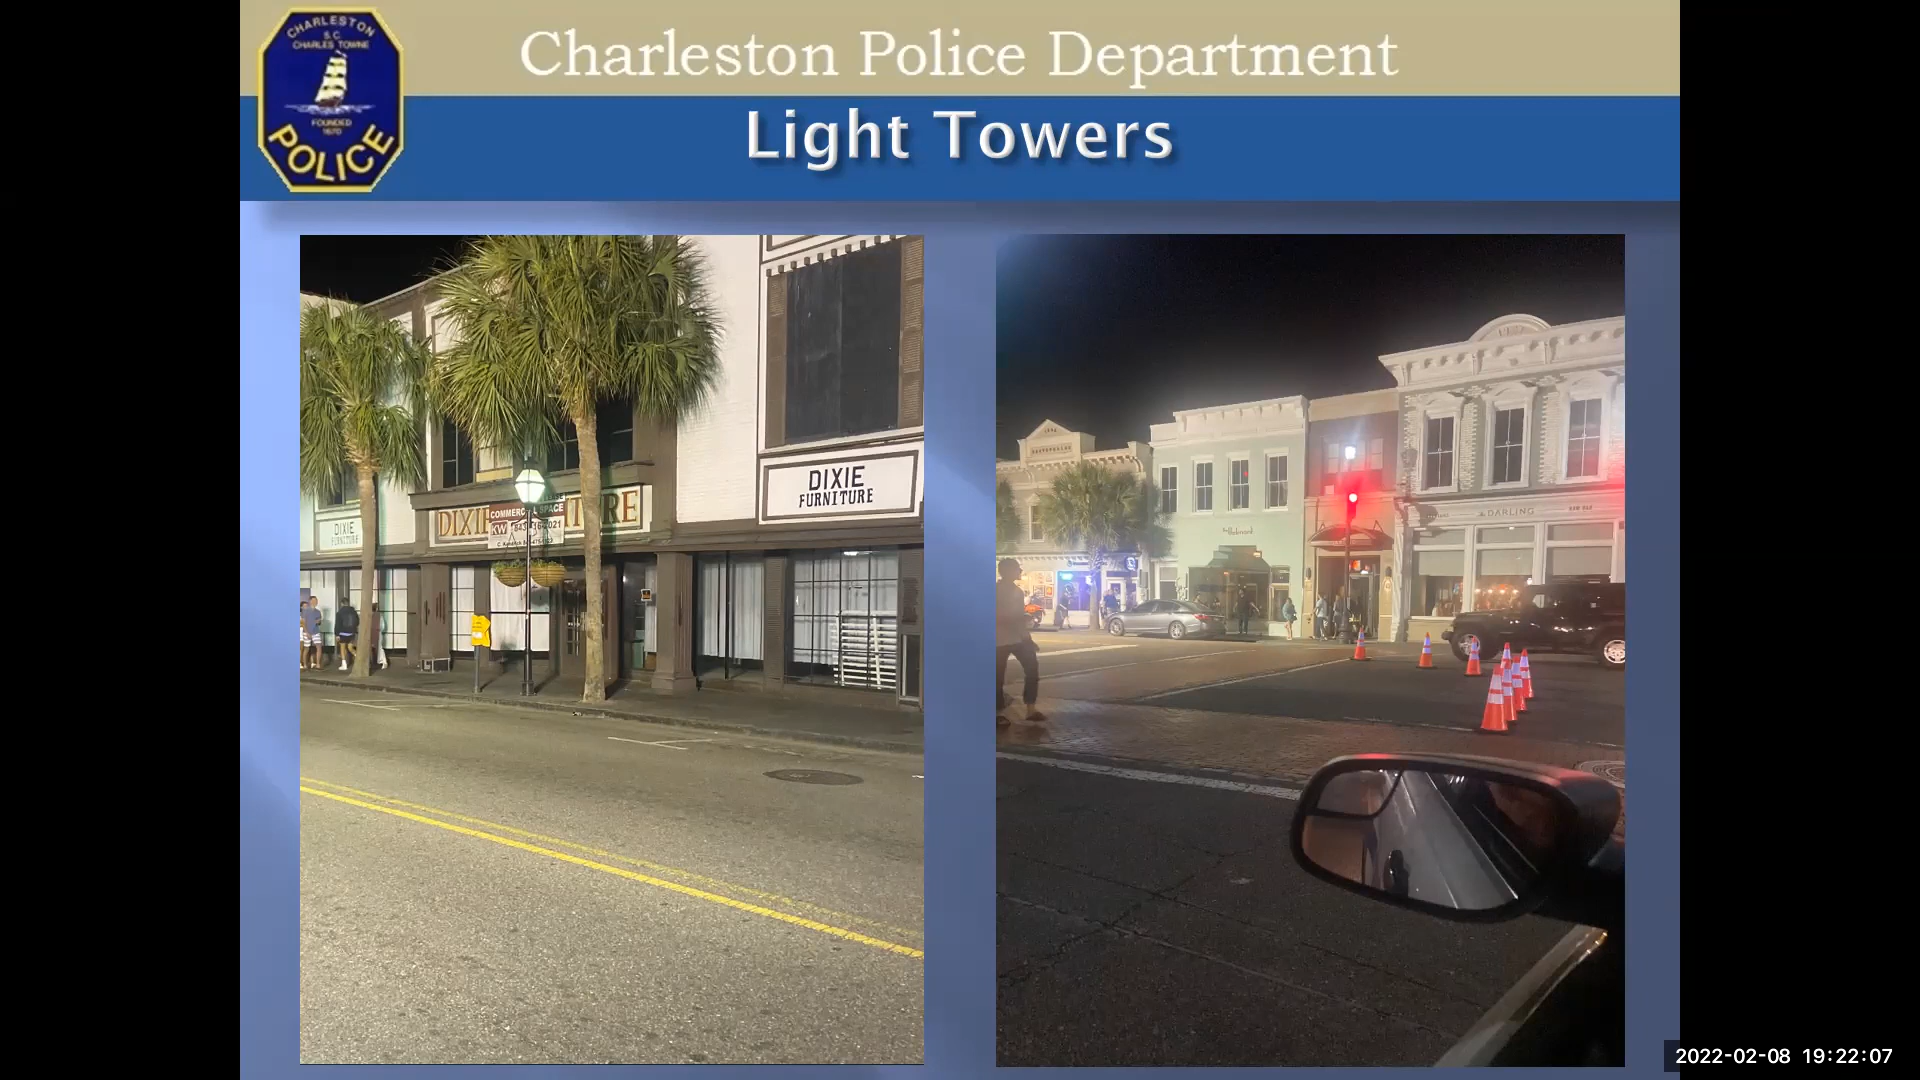 CHARLESTON
S.C.
CHARLES TOWNE
FOUNDED
1670
POLICE
Charleston Police Department
Light Towers
DIXIE
FURNITURE
DIXIE
FURNITURE
COMMERCIAL SPACE
KW
DIXIE
FURNITURE
DARLING
2022-02-08 19:22:07